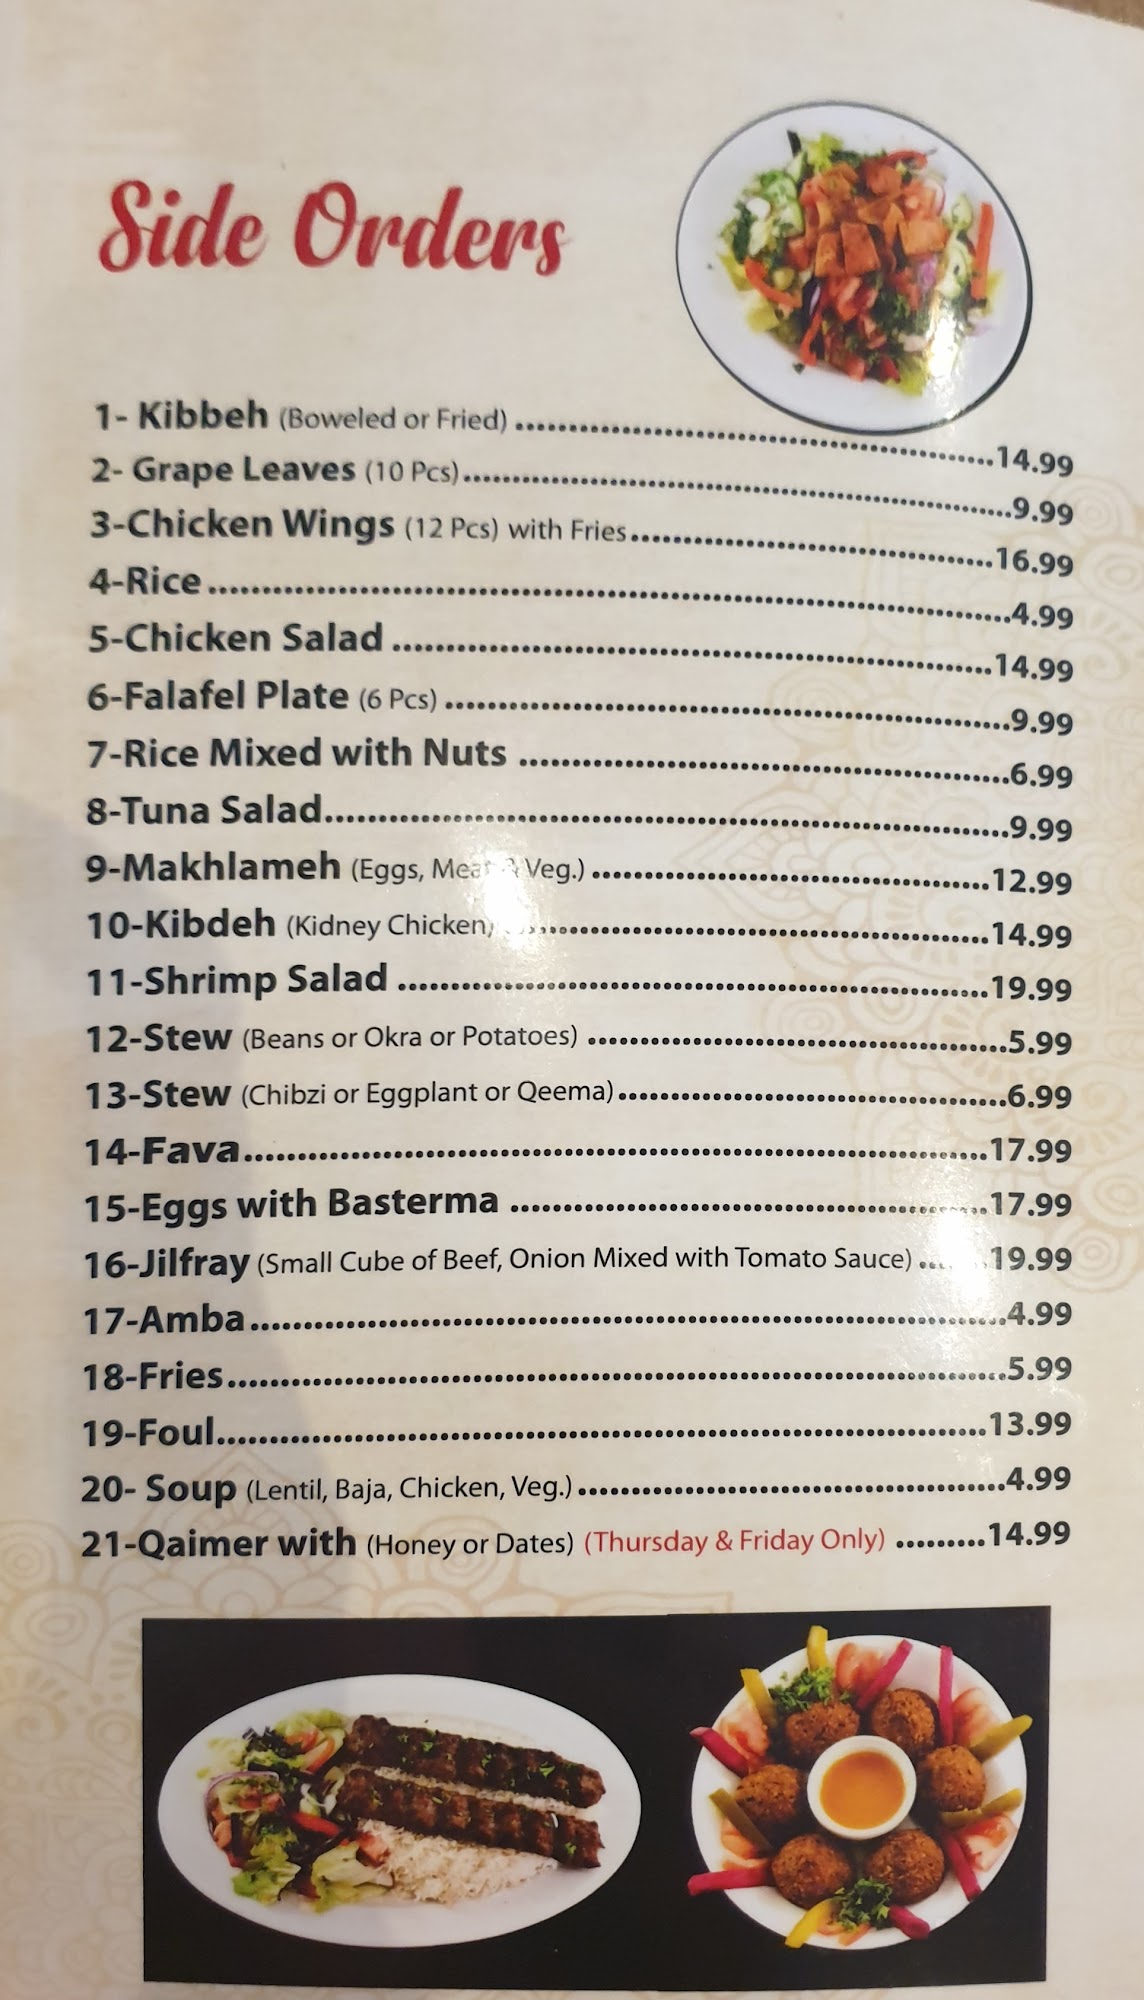 Side Orders
1- Kibbeh (Boweled or Fried) ..........14.99
2- Grape Leaves (10 Pcs)..........9.99
3-Chicken Wings (12 Pcs) with Fries..........16.99
4-Rice..........4.99
5-Chicken Salad ..........14.99
6-Falafel Plate (6 Pcs) ..........9.99
7-Rice Mixed with Nuts ..........6.99
8-Tuna Salad..........9.99
9-Makhlameh (Eggs, Meat & Veg.) ..........12.99
10-Kibdeh (Kidney Chicken) ..........14.99
11-Shrimp Salad ..........19.99
12-Stew (Beans or Okra or Potatoes) ..........5.99
13-Stew (Chibzi or Eggplant or Qeema)..........6.99
14-Fava..........17.99
15-Eggs with Basterma ..........17.99
16-Jilfray (Small Cube of Beef, Onion Mixed with Tomato Sauce) ..........19.99
17-Amba..........4.99
18-Fries..........5.99
19-Foul..........13.99
20- Soup (Lentil, Baja, Chicken, Veg.)..........4.99
21-Qaimer with (Honey or Dates) (Thursday & Friday Only) .........14.99